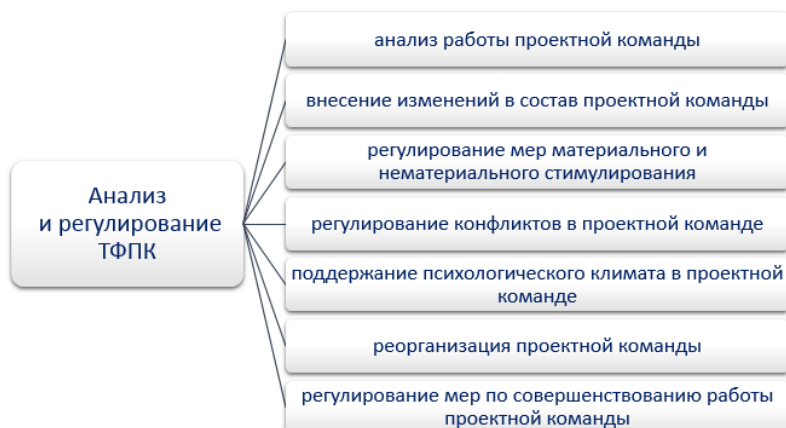 анализ работы проектной команды
внесение изменений в состав проектной команды
регулирование мер материального и
нематериального стимулирования
Анализ
и регулирование
ТФПК
регулирование конфликтов в проектной команде
поддержание психологического климата в проектной
команде
реорганизация проектной команды
регулирование мер по совершенствованию работы
проектной команды